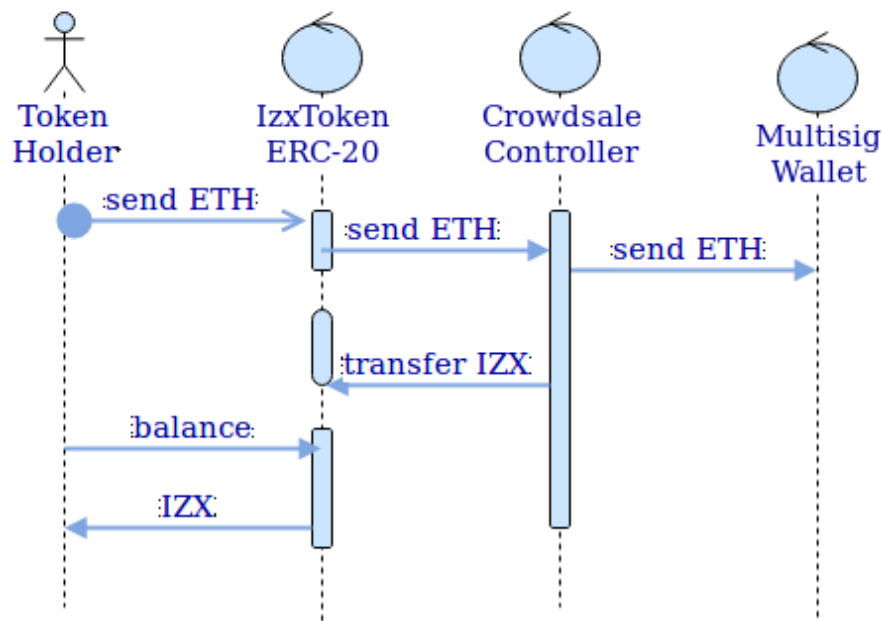 Token
Holder
IzxToken
ERC-20
Crowdsale
Controller
Multisig
Wallet
send ETH
send ETH
send ETH
transfer IZX
balance
IZX